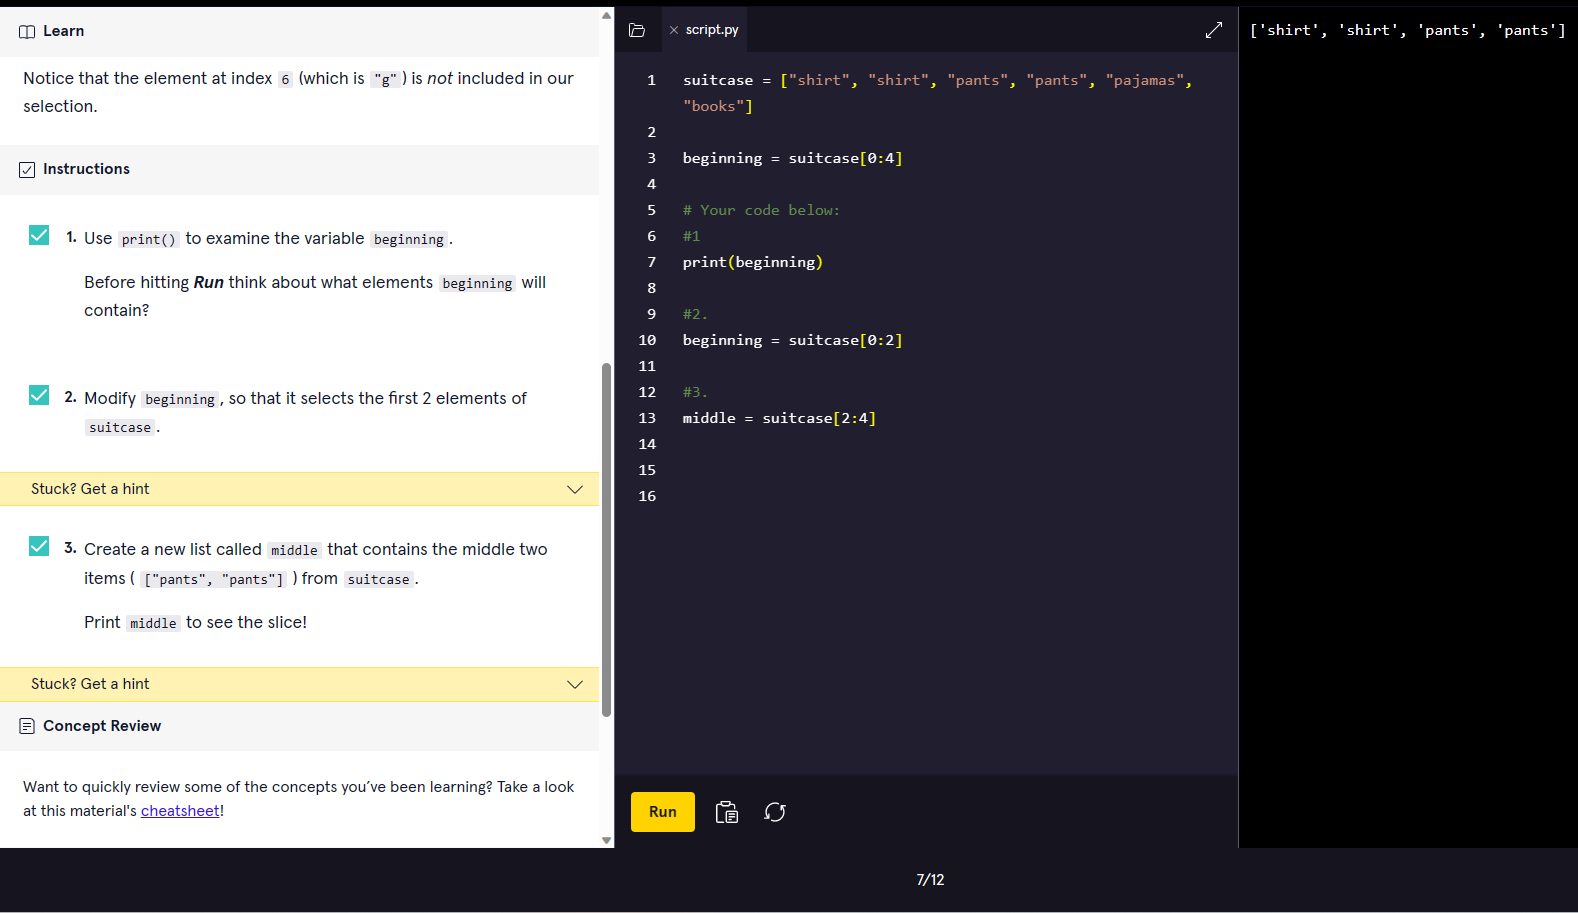 Learn
Notice that the element at index 6 (which is "g") is not included in our
selection.
Instructions
1. Use print() to examine the variable beginning.
Before hitting Run think about what elements beginning will
contain?
2. Modify beginning, so that it selects the first 2 elements of
suitcase.
Stuck? Get a hint
3. Create a new list called middle that contains the middle two
items ( ["pants", "pants"] ) from suitcase.
Print middle to see the slice!
Stuck? Get a hint
Concept Review
Want to quickly review some of the concepts you've been learning? Take a look
at this material's cheatsheet!
script.py
1 suitcase = ["shirt", "shirt", "pants", "pants", "pajamas",
"books"]
2
3 beginning = suitcase[0:4]
4
5 # Your code below:
6 #1
7 print(beginning)
8
9 #2.
10 beginning = suitcase[0:2]
11
12 #3.
13 middle = suitcase[2:4]
14
15
16
Run
['shirt', 'shirt', 'pants', 'pants']
7/12